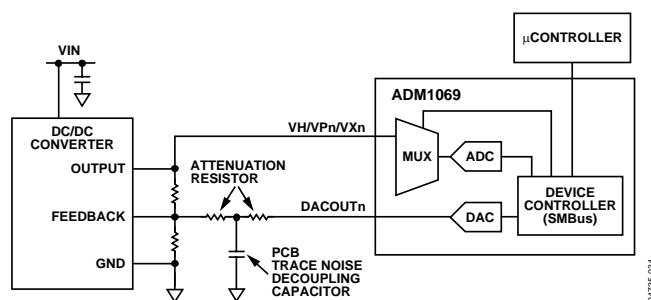 VIN
μCONTROLLER
DC/DC
CONVERTER
OUTPUT
FEEDBACK
GND
ATTENUATION
RESISTOR
PCB
TRACE NOISE
DECOUPLING
CAPACITOR
VH/VPn/VXn
DACOUTn
ADM1069
MUX
ADC
DAC
DEVICE
CONTROLLER
(SMBus)